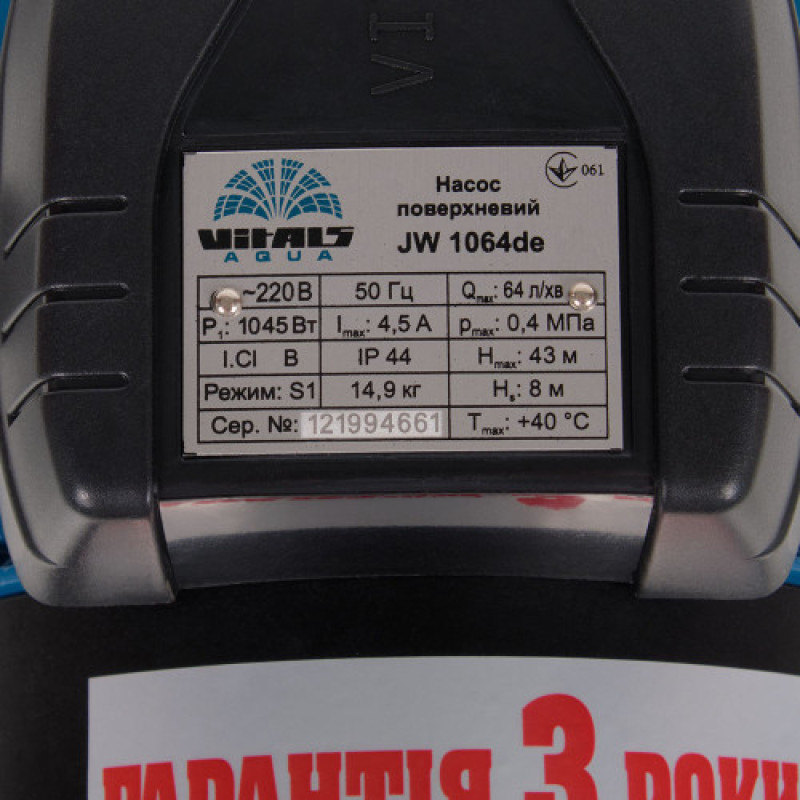 VI
061
Насос
поверхневий
JW 1064de
VITALS
AQUA
~220 В 50 Гц Qmax: 64 л/хв
P1: 1045 Вт Imax: 4,5 А pmax: 0,4 МПа
I.Cl B IP 44 Hmax: 43 м
Режим: S1 14,9 кг Hs: 8 м
Сер. №: 121994661 Tmax: +40 °C
ГАРАНТІЯ 3 РОКИ